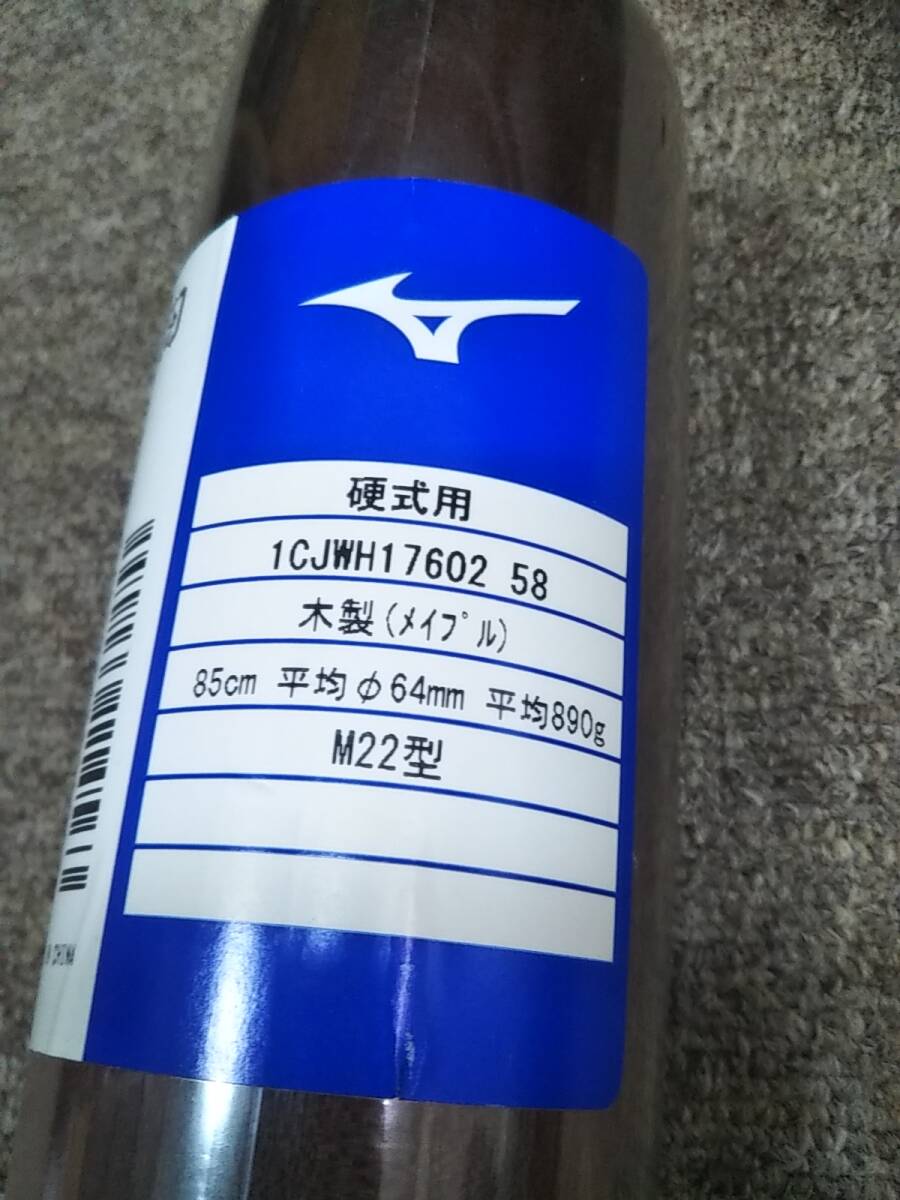 硬式用
1CJWH17602 58
木製(ﾒｲﾌﾟﾙ)
85cm 平均φ64mm 平均890g
M22型
CHINA